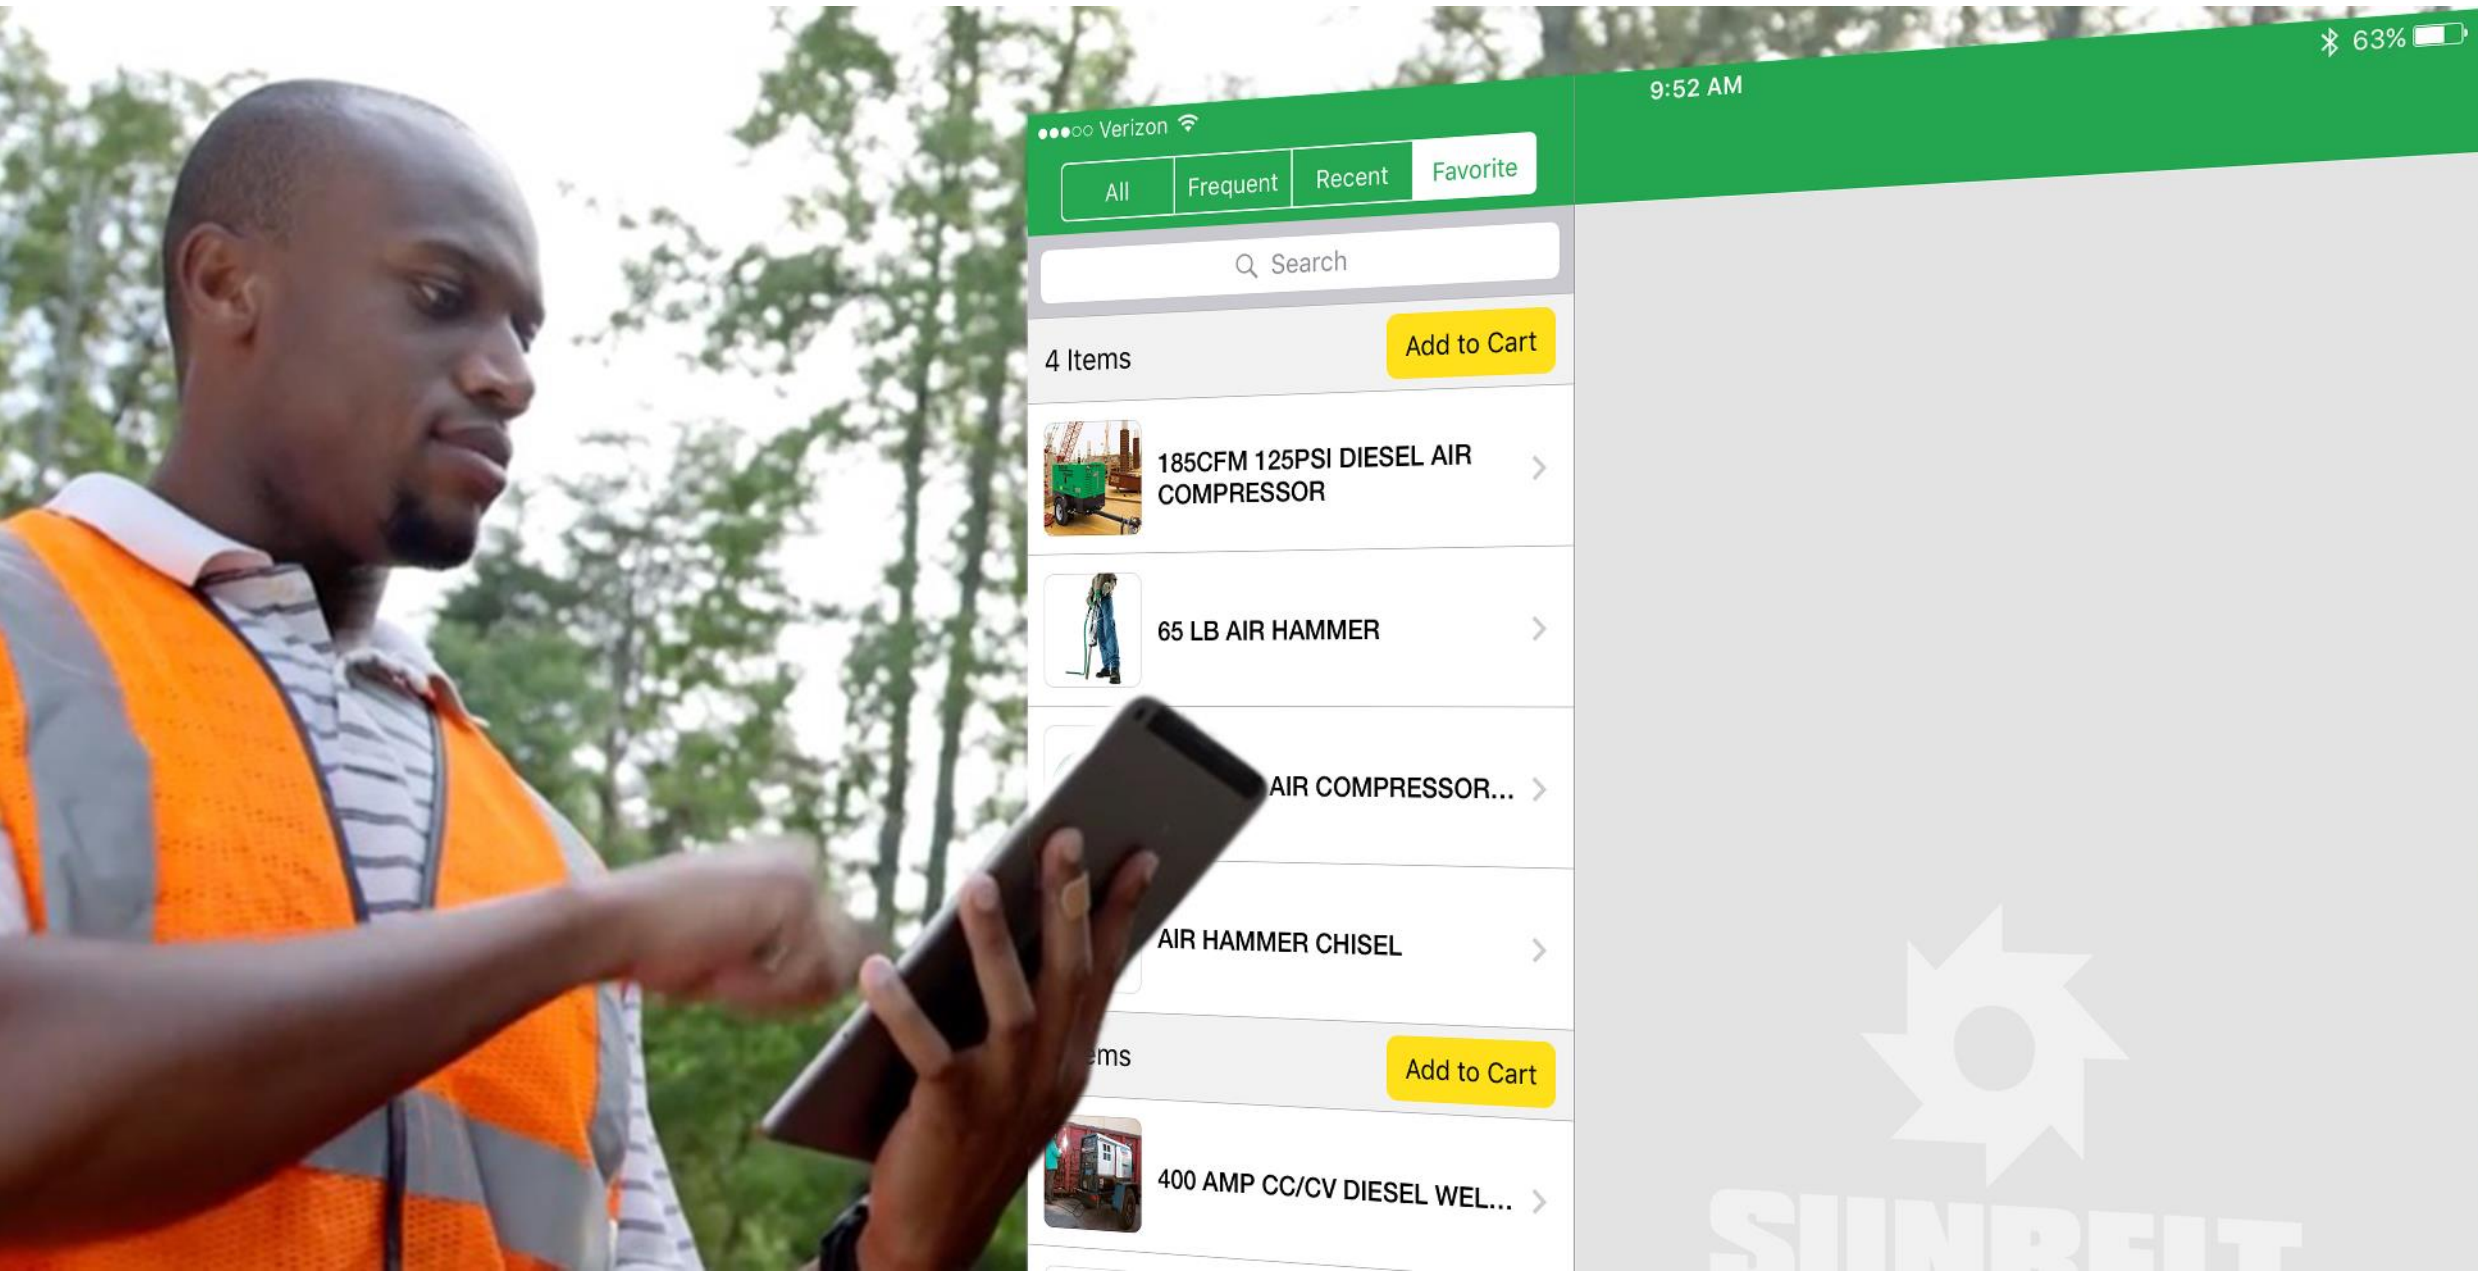 63%
9:52 AM
Verizon
All Frequent Recent Favorite
Search
4 Items Add to Cart
185CFM 125PSI DIESEL AIR
COMPRESSOR
65 LB AIR HAMMER
AIR COMPRESSOR...
AIR HAMMER CHISEL
ems Add to Cart
400 AMP CC/CV DIESEL WEL...
SUNBELT